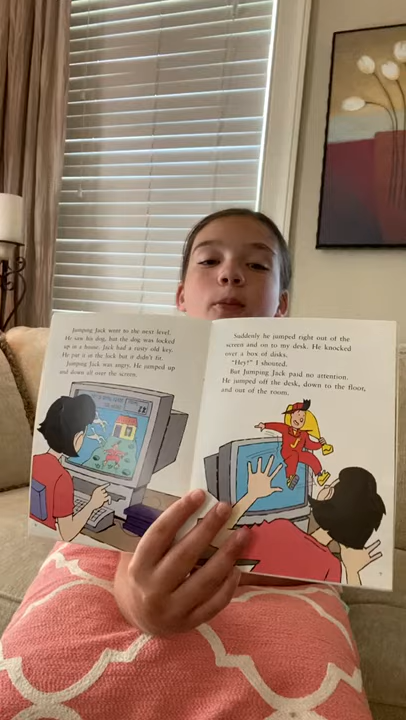 Jumping Jack went to the next level.
He saw his dog, but the dog was locked
up in a house. Jack had a rusty old key.
He put it in the lock but it didn't fit.
Jumping Jack was angry. He jumped up
and down all over the screen.
Suddenly he jumped right out of the
screen and on to my desk. He knocked
over a box of disks.
"Hey!" I shouted.
But Jumping Jack paid no attention.
He jumped off the desk, down to the floor,
and out of the room.